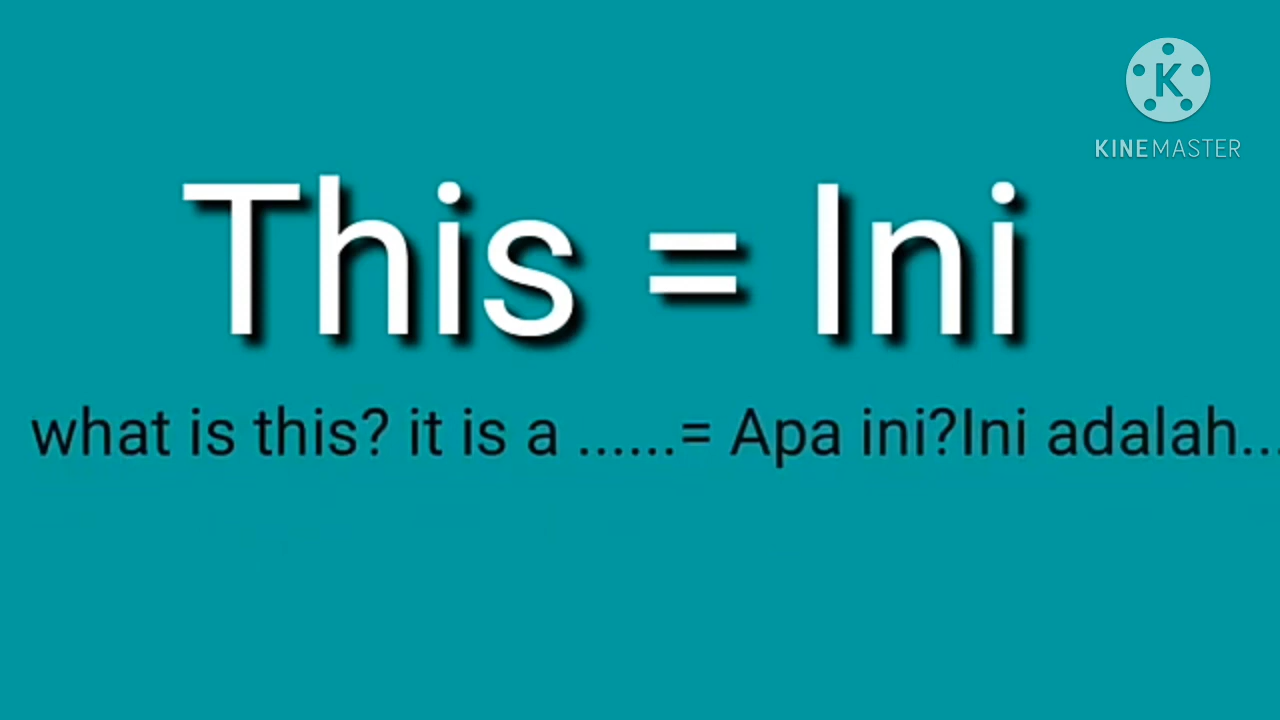 K
KINEMASTER
This = Ini
what is this? it is a ......= Apa ini?Ini adalah...